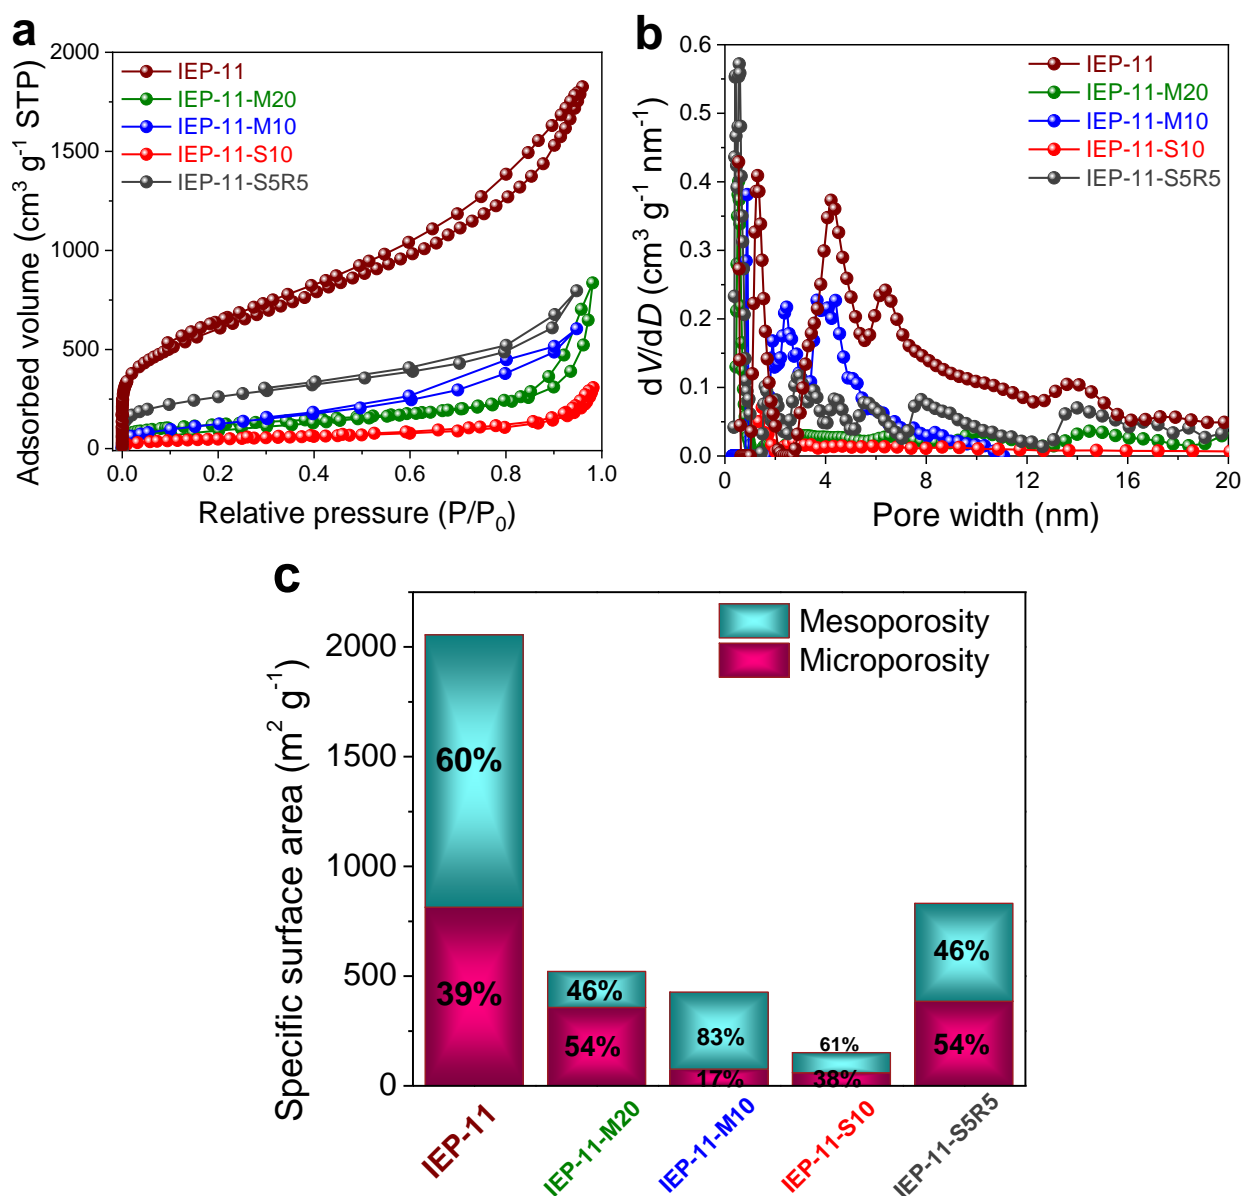 a
2000
1500
1000
500
0
0.0 0.2 0.4 0.6 0.8 1.0
Adsorbed volume (cm³ g⁻¹ STP)
Relative pressure (P/P₀)
IEP-11
IEP-11-M20
IEP-11-M10
IEP-11-S10
IEP-11-S5R5
b
0.6
0.5
0.4
0.3
0.2
0.1
0.0
0 4 8 12 16 20
dV/dD (cm³ g⁻¹ nm⁻¹)
Pore width (nm)
IEP-11
IEP-11-M20
IEP-11-M10
IEP-11-S10
IEP-11-S5R5
c
Specific surface area (m² g⁻¹)
2000
1500
1000
500
0
Mesoporosity
Microporosity
60%
39%
46%
54%
83%
17%
61%
38%
46%
54%
IEP-11
IEP-11-M20
IEP-11-M10
IEP-11-S10
IEP-11-S5R5